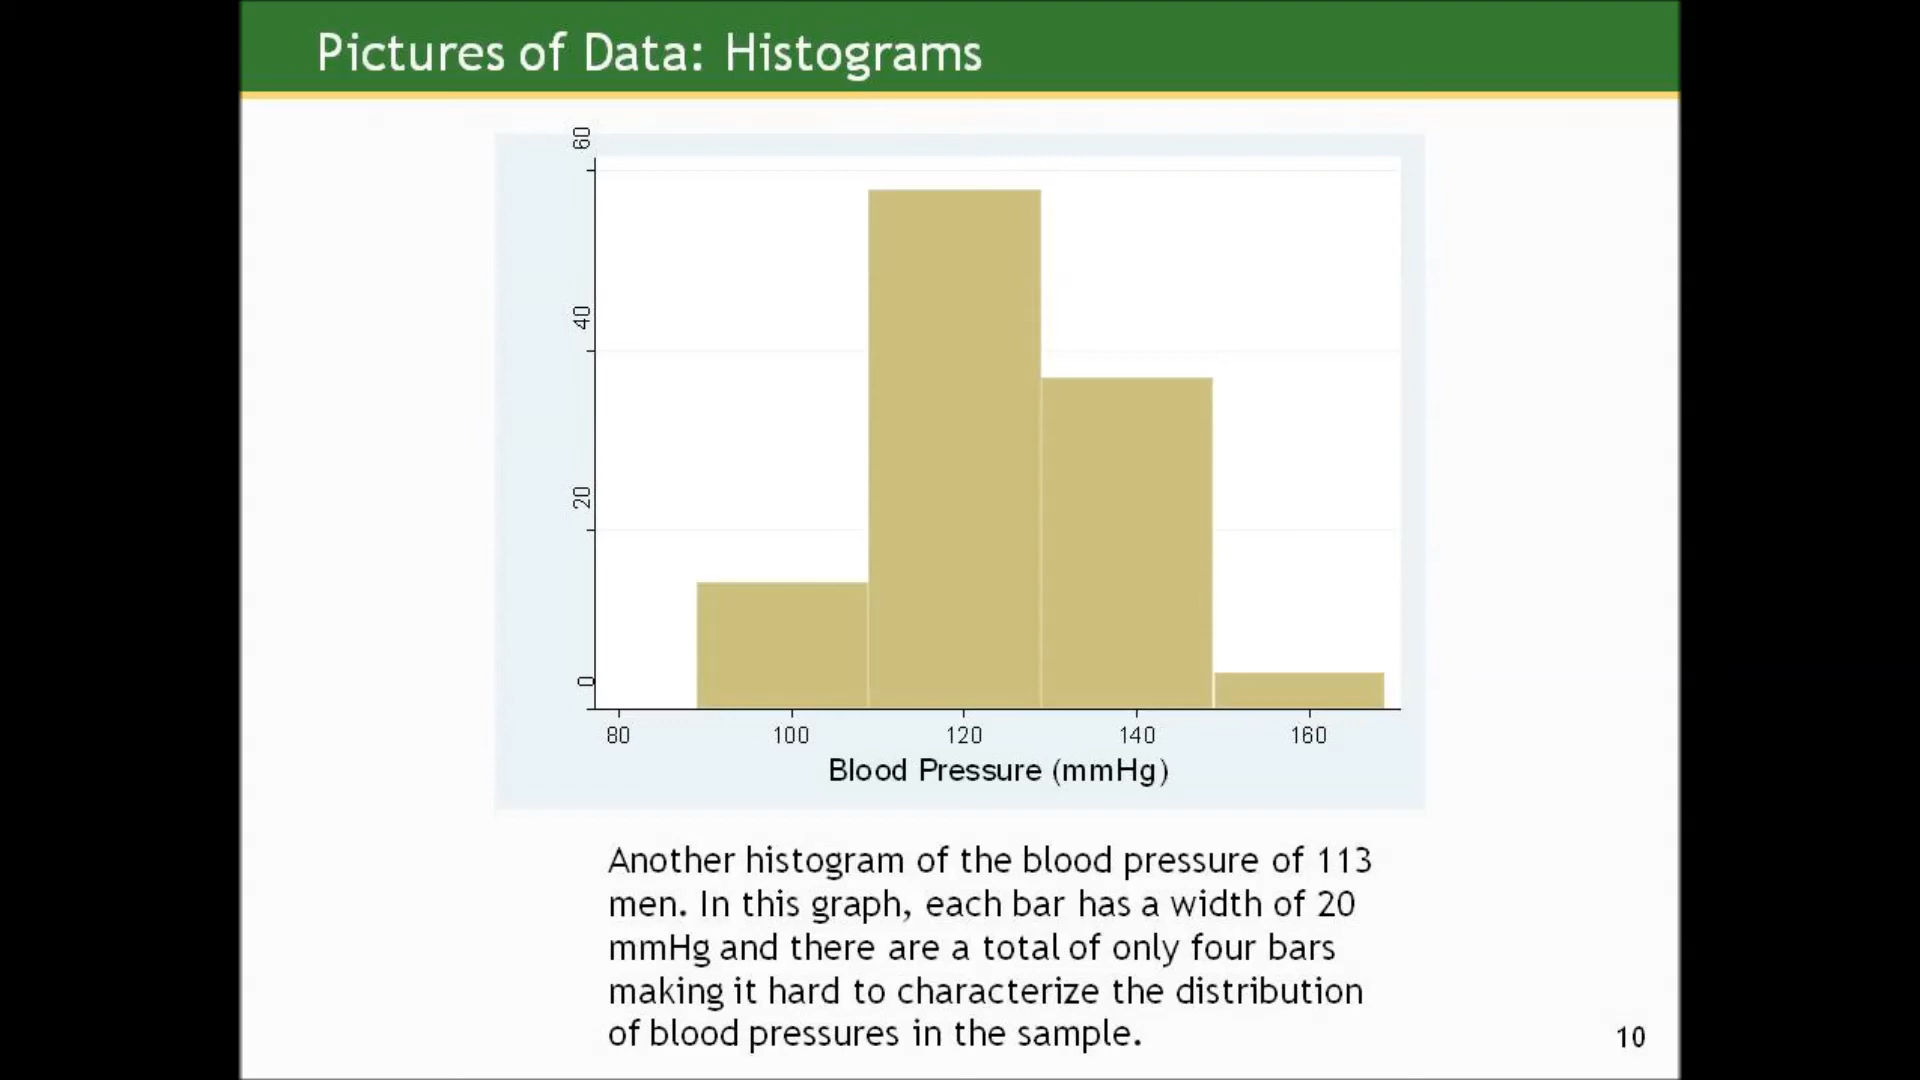 Pictures of Data: Histograms
60
40
20
0
80 100 120 140 160
Blood Pressure (mmHg)
Another histogram of the blood pressure of 113
men. In this graph, each bar has a width of 20
mmHg and there are a total of only four bars
making it hard to characterize the distribution
of blood pressures in the sample.
10